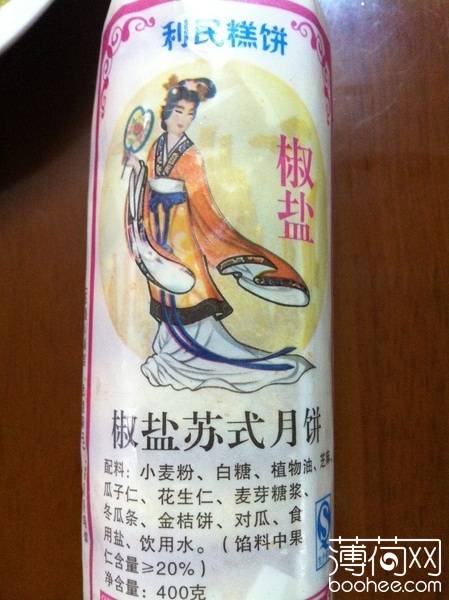 利民糕饼
椒盐
椒盐苏式月饼
配料：小麦粉、白糖、植物油、芝麻、
瓜子仁、花生仁、麦芽糖浆、
冬瓜条、金桔饼、对瓜、食
用盐、饮用水。（馅料中果
仁含量≥20%）
净含量：400克
薄荷网
boohee.com